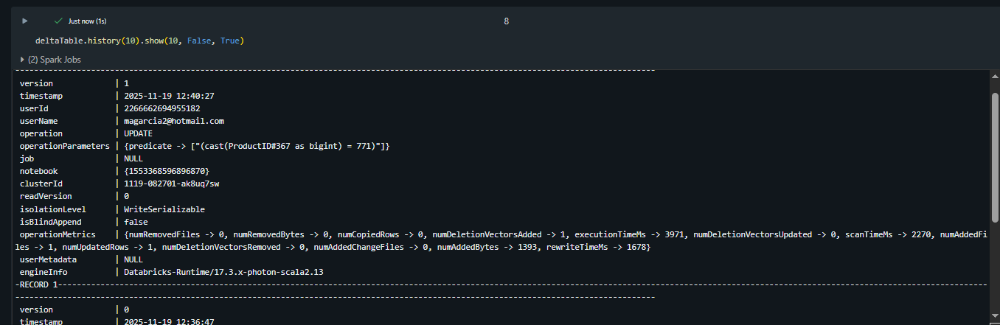 Just now (1s)
8
deltaTable.history(10).show(10, False, True)
(2) Spark Jobs
version | 1
timestamp | 2025-11-19 12:40:27
userId | 2266662694955182
userName | magarcia2@hotmail.com
operation | UPDATE
operationParameters | {predicate -> ["(cast(ProductID#367 as bigint) = 771)"]}
job | NULL
notebook | {1553368596896870}
clusterId | 1119-082701-ak8uq7sw
readVersion | 0
isolationLevel | WriteSerializable
isBlindAppend | false
operationMetrics | {numRemovedFiles -> 0, numRemovedBytes -> 0, numCopiedRows -> 0, numDeletionVectorsAdded -> 1, executionTimeMs -> 3971, numDeletionVectorsUpdated -> 0, scanTimeMs -> 2270, numAddedFi
les -> 1, numUpdatedRows -> 1, numDeletionVectorsRemoved -> 0, numAddedChangeFiles -> 0, numAddedBytes -> 1393, rewriteTimeMs -> 1678}
userMetadata | NULL
engineInfo | Databricks-Runtime/17.3.x-photon-scala2.13
-RECORD 1-----
version | 0
timestamp | 2025-11-19 12:36:47